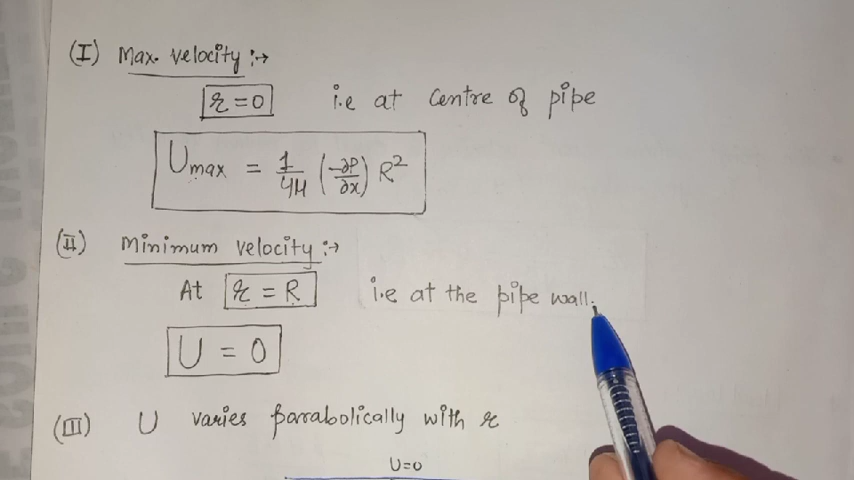 (I) Max. velocity :→
r = 0 i.e at centre of pipe
Umax = 1/4μ (-∂P/∂x) R²
(II) Minimum velocity :→
At r = R i.e at the pipe wall.
U = 0
(III) U varies parabolically with r
U=0